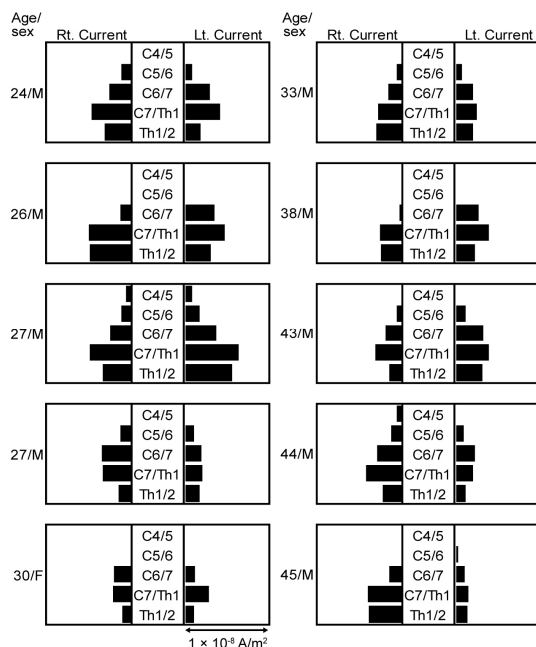 Age/
sex
Rt. Current
Lt. Current
24/M
C4/5
C5/6
C6/7
C7/Th1
Th1/2
26/M
C4/5
C5/6
C6/7
C7/Th1
Th1/2
27/M
C4/5
C5/6
C6/7
C7/Th1
Th1/2
27/M
C4/5
C5/6
C6/7
C7/Th1
Th1/2
30/F
C4/5
C5/6
C6/7
C7/Th1
Th1/2
1 × 10⁻⁸ A/m²
Age/
sex
Rt. Current
Lt. Current
33/M
C4/5
C5/6
C6/7
C7/Th1
Th1/2
38/M
C4/5
C5/6
C6/7
C7/Th1
Th1/2
43/M
C4/5
C5/6
C6/7
C7/Th1
Th1/2
44/M
C4/5
C5/6
C6/7
C7/Th1
Th1/2
45/M
C4/5
C5/6
C6/7
C7/Th1
Th1/2